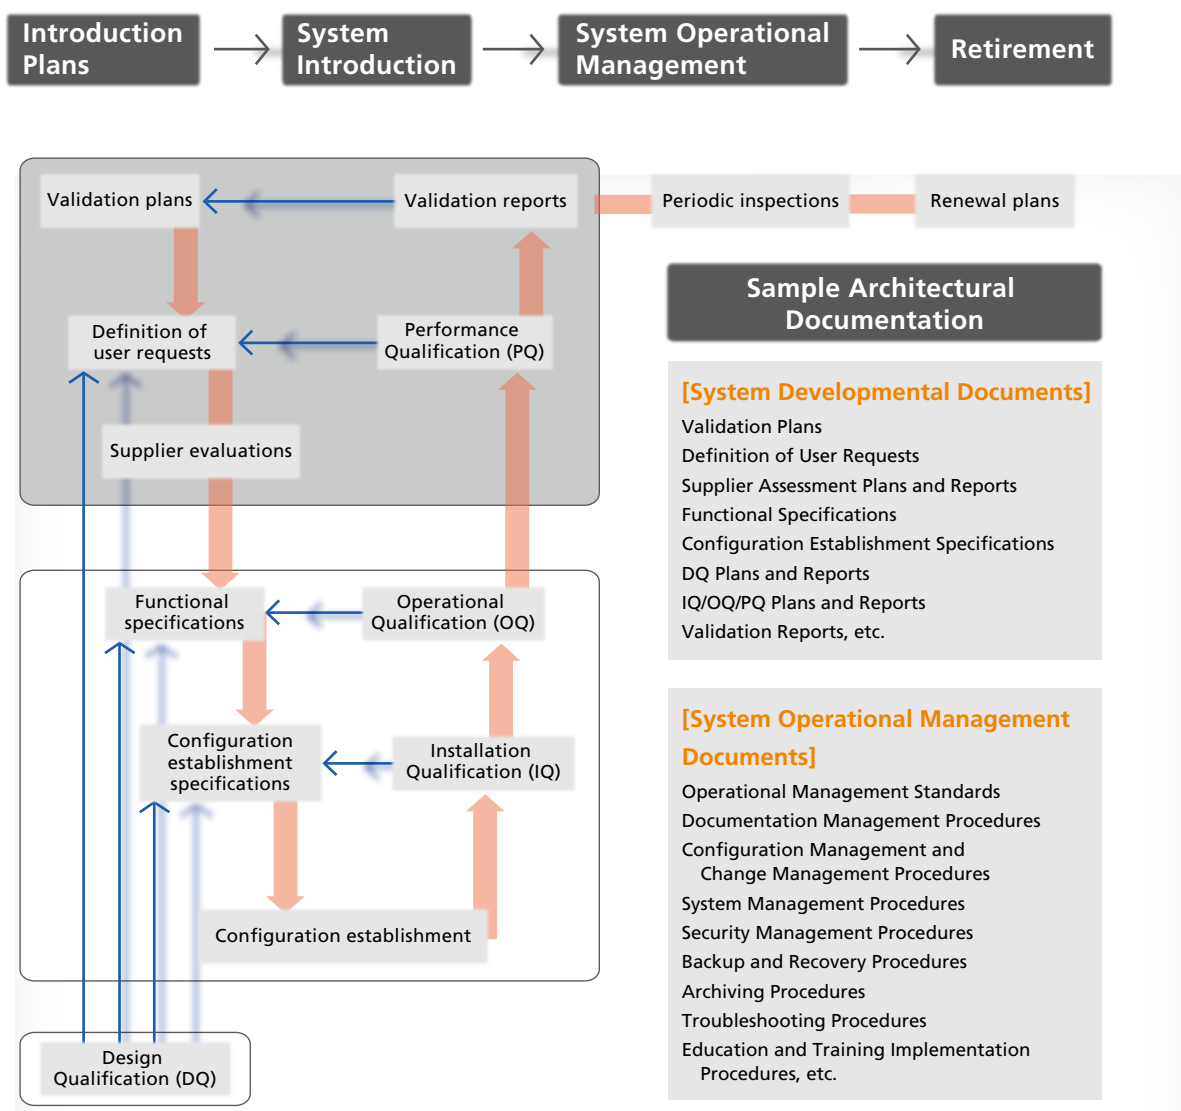 Introduction
Plans
System
Introduction
System Operational
Management
Retirement
Validation plans
Validation reports
Periodic inspections
Renewal plans
Definition of
user requests
Performance
Qualification (PQ)
Supplier evaluations
Functional
specifications
Operational
Qualification (OQ)
Configuration
establishment
specifications
Installation
Qualification (IQ)
Configuration establishment
Design
Qualification (DQ)
Sample Architectural
Documentation
[System Developmental Documents]
Validation Plans
Definition of User Requests
Supplier Assessment Plans and Reports
Functional Specifications
Configuration Establishment Specifications
DQ Plans and Reports
IQ/OQ/PQ Plans and Reports
Validation Reports, etc.
[System Operational Management
Documents]
Operational Management Standards
Documentation Management Procedures
Configuration Management and
Change Management Procedures
System Management Procedures
Security Management Procedures
Backup and Recovery Procedures
Archiving Procedures
Troubleshooting Procedures
Education and Training Implementation
Procedures, etc.